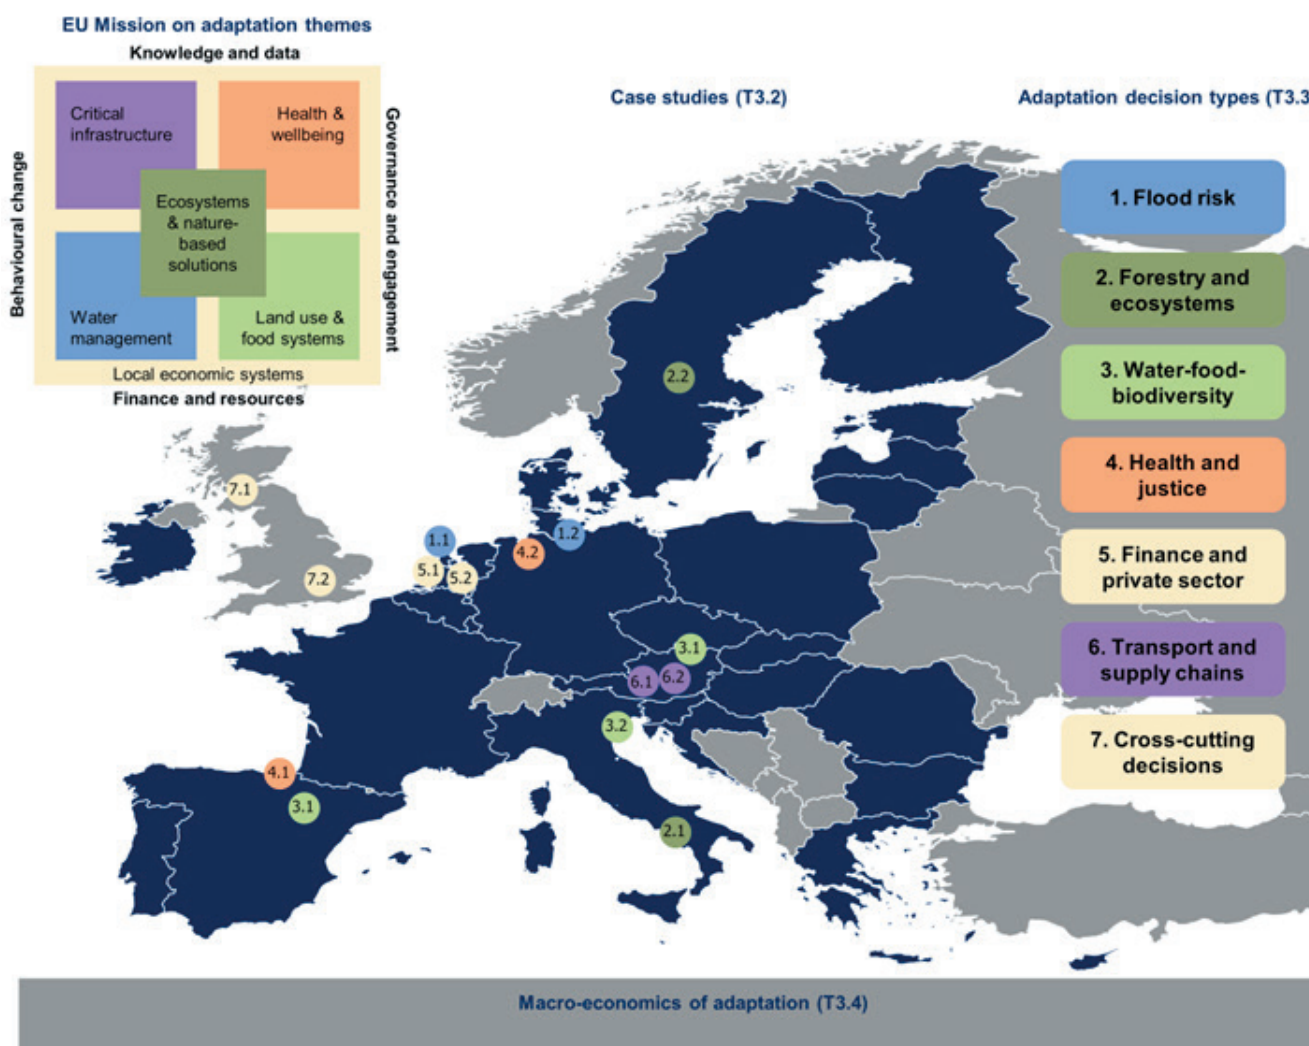 EU Mission on adaptation themes
Knowledge and data
Critical
infrastructure
Health &
wellbeing
Ecosystems
& nature-
based
solutions
Water
management
Land use &
food systems
Local economic systems
Finance and resources
Behavioural change
Governance and engagement
Case studies (T3.2)
Adaptation decision types (T3.3
1. Flood risk
2. Forestry and
ecosystems
3. Water-food-
biodiversity
4. Health and
justice
5. Finance and
private sector
6. Transport and
supply chains
7. Cross-cutting
decisions
2.2
7.1
1.1
1.2
4.2
5.1
5.2
7.2
3.1
6.1
6.2
3.2
4.1
3.1
2.1
Macro-economics of adaptation (T3.4)